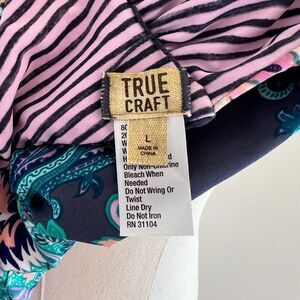 TRUE
CRAFT
L
MADE IN
CHINA
Only Non-Chlorine
Bleach When
Needed
Do Not Wring Or
Twist
Line Dry
Do Not Iron
RN 31104